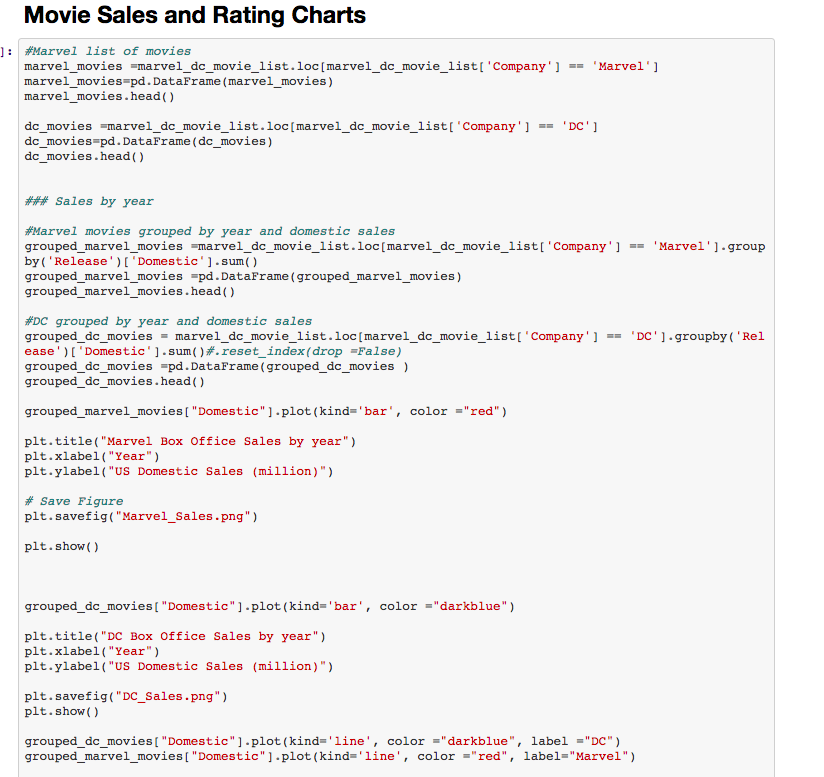 Movie Sales and Rating Charts
]: #Marvel list of movies
marvel_movies =marvel_dc_movie_list.loc[marvel_dc_movie_list['Company'] == 'Marvel']
marvel_movies=pd.DataFrame(marvel_movies)
marvel_movies.head()
dc_movies =marvel_dc_movie_list.loc[marvel_dc_movie_list['Company'] == 'DC']
dc_movies=pd.DataFrame(dc_movies)
dc_movies.head()
### Sales by year
#Marvel movies grouped by year and domestic sales
grouped_marvel_movies =marvel_dc_movie_list.loc[marvel_dc_movie_list['Company'] == 'Marvel'].group
by('Release')['Domestic'].sum()
grouped_marvel_movies =pd.DataFrame(grouped_marvel_movies)
grouped_marvel_movies.head()
#DC grouped by year and domestic sales
grouped_dc_movies = marvel_dc_movie_list.loc[marvel_dc_movie_list['Company'] == 'DC'].groupby('Rel
ease')['Domestic'].sum()#.reset_index(drop =False)
grouped_dc_movies =pd.DataFrame(grouped_dc_movies )
grouped_dc_movies.head()
grouped_marvel_movies["Domestic"].plot(kind='bar', color ="red")
plt.title("Marvel Box Office Sales by year")
plt.xlabel("Year")
plt.ylabel("US Domestic Sales (million)")
# Save Figure
plt.savefig("Marvel_Sales.png")
plt.show()
grouped_dc_movies["Domestic"].plot(kind='bar', color ="darkblue")
plt.title("DC Box Office Sales by year")
plt.xlabel("Year")
plt.ylabel("US Domestic Sales (million)")
plt.savefig("DC_Sales.png")
plt.show()
grouped_dc_movies["Domestic"].plot(kind='line', color ="darkblue", label ="DC")
grouped_marvel_movies["Domestic"].plot(kind='line', color ="red", label="Marvel")